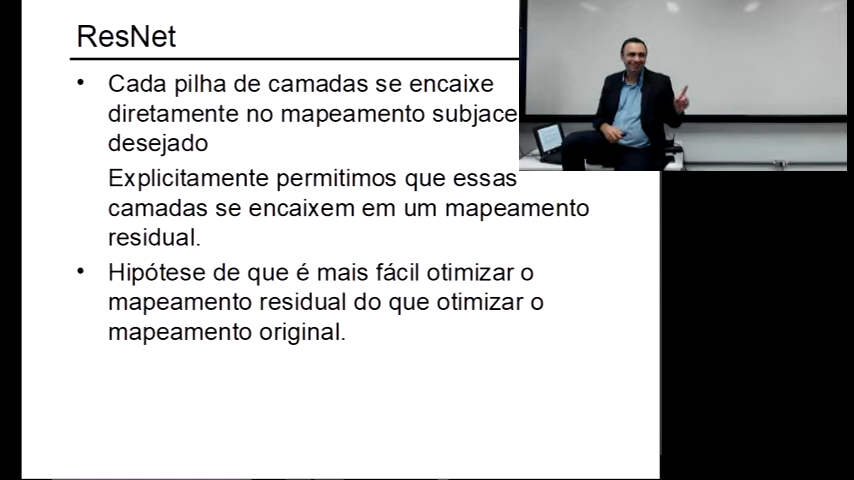 ResNet
• Cada pilha de camadas se encaixe
diretamente no mapeamento subjace
desejado
Explicitamente permitimos que essas
camadas se encaixem em um mapeamento
residual.
• Hipótese de que é mais fácil otimizar o
mapeamento residual do que otimizar o
mapeamento original.